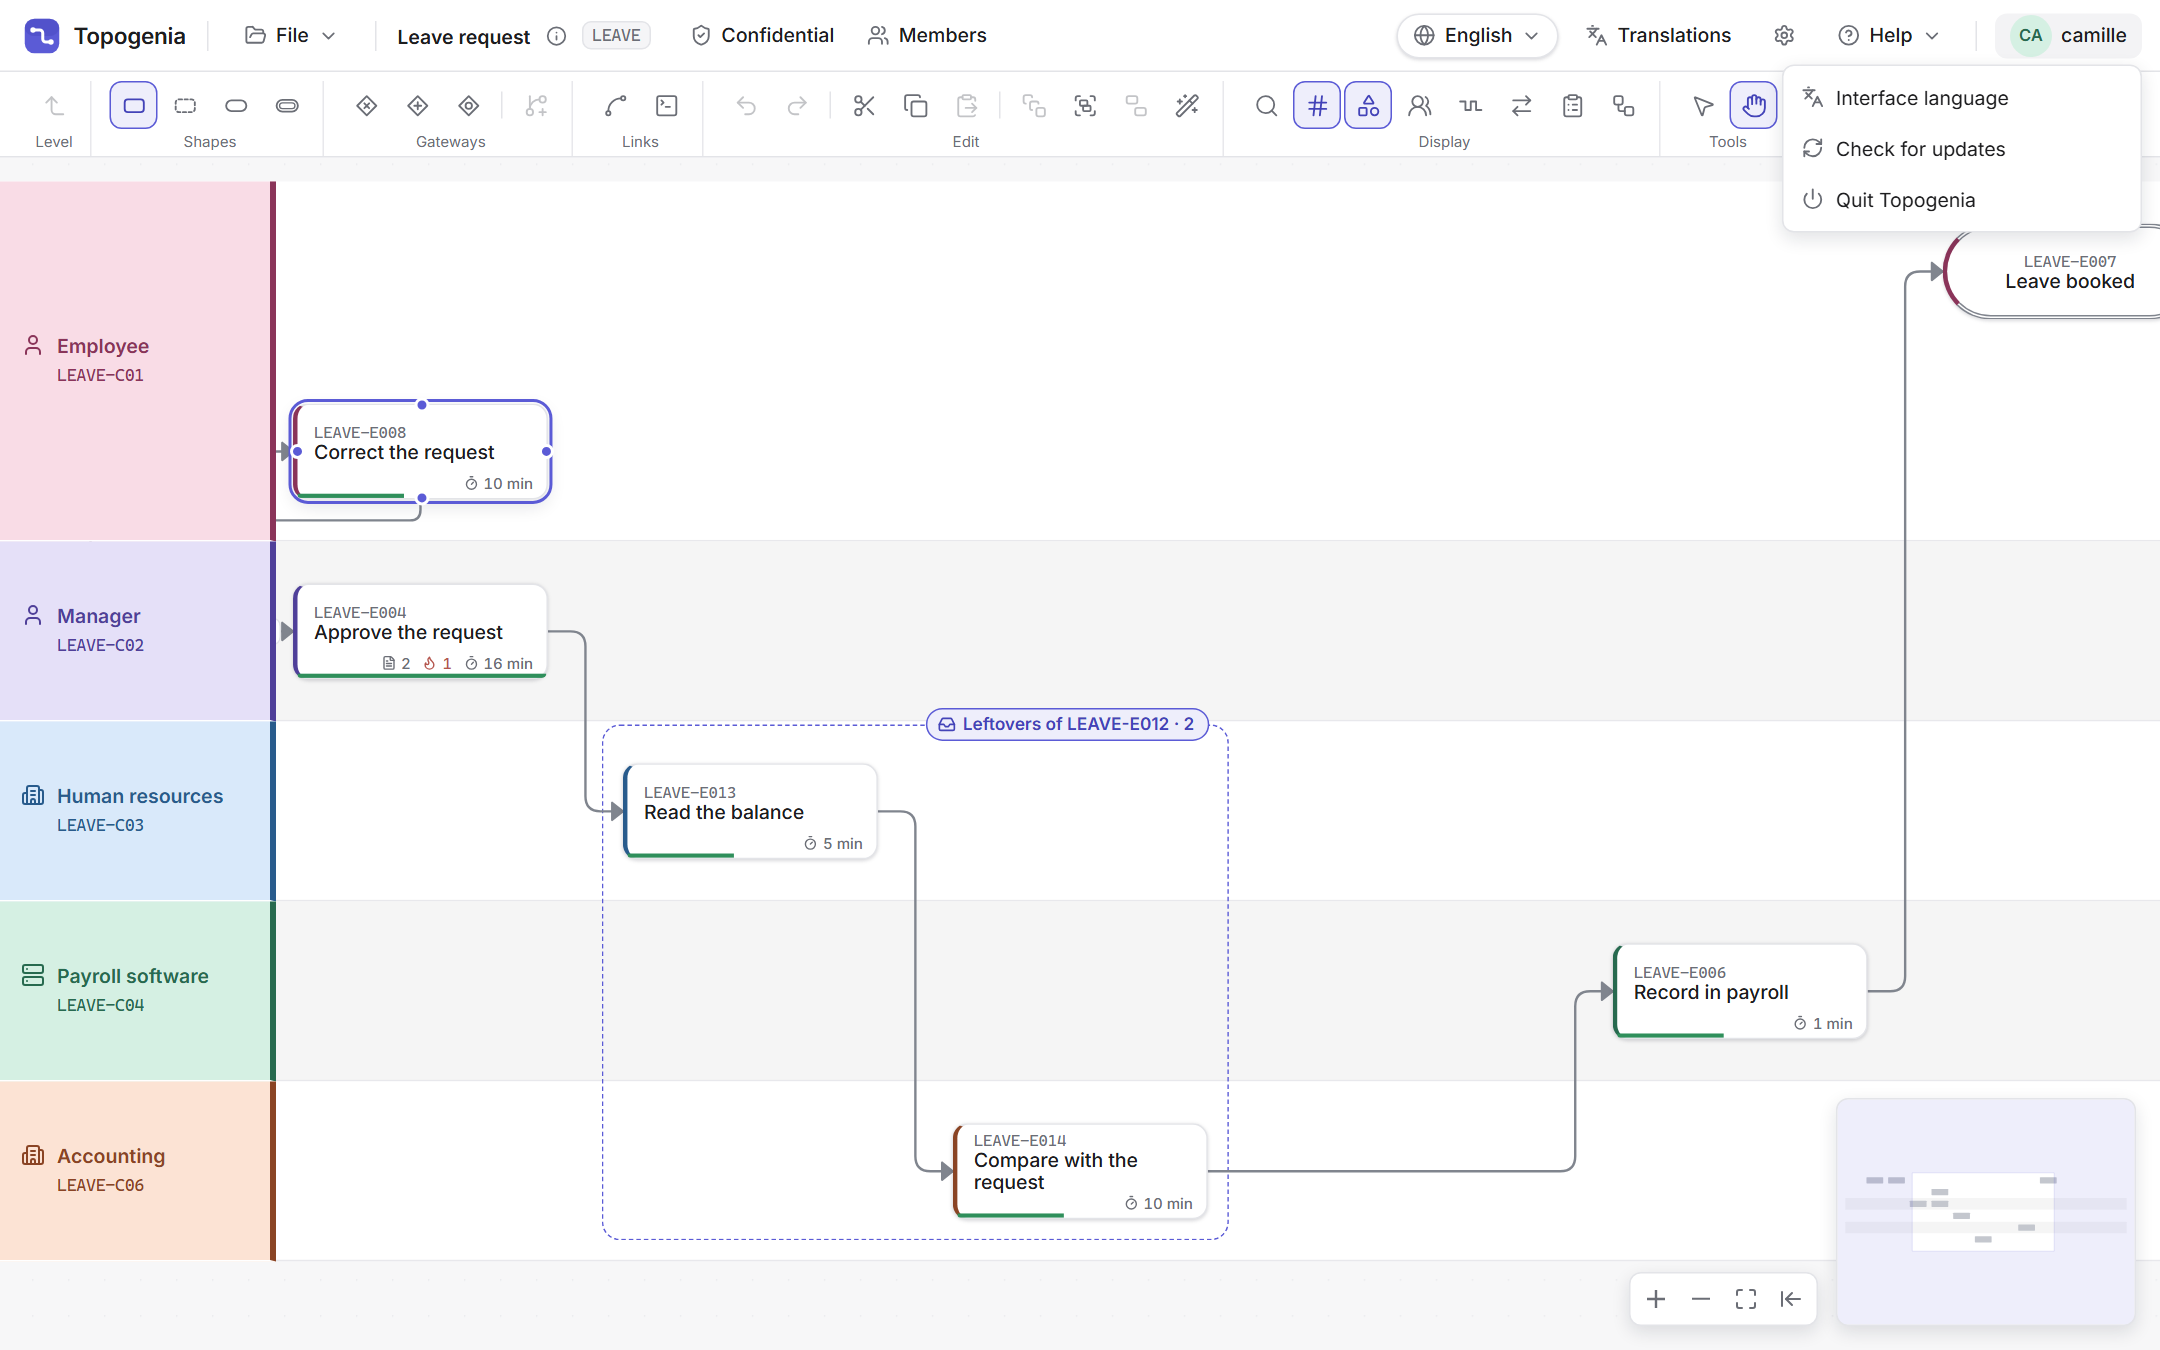 Topogenia
File
Leave request
LEAVE
Confidential
Members
English
Translations
Help
CA
camille
Level
Shapes
Gateways
Links
Edit
Display
Tools
Interface language
Check for updates
Quit Topogenia
LEAVE-E007
Leave booked
Employee
LEAVE-C01
LEAVE-E008
Correct the request
10 min
Manager
LEAVE-C02
LEAVE-E004
Approve the request
2 1 16 min
Leftovers of LEAVE-E012 · 2
Human resources
LEAVE-C03
LEAVE-E013
Read the balance
5 min
Payroll software
LEAVE-C04
LEAVE-E006
Record in payroll
1 min
Accounting
LEAVE-C06
LEAVE-E014
Compare with the
request
10 min